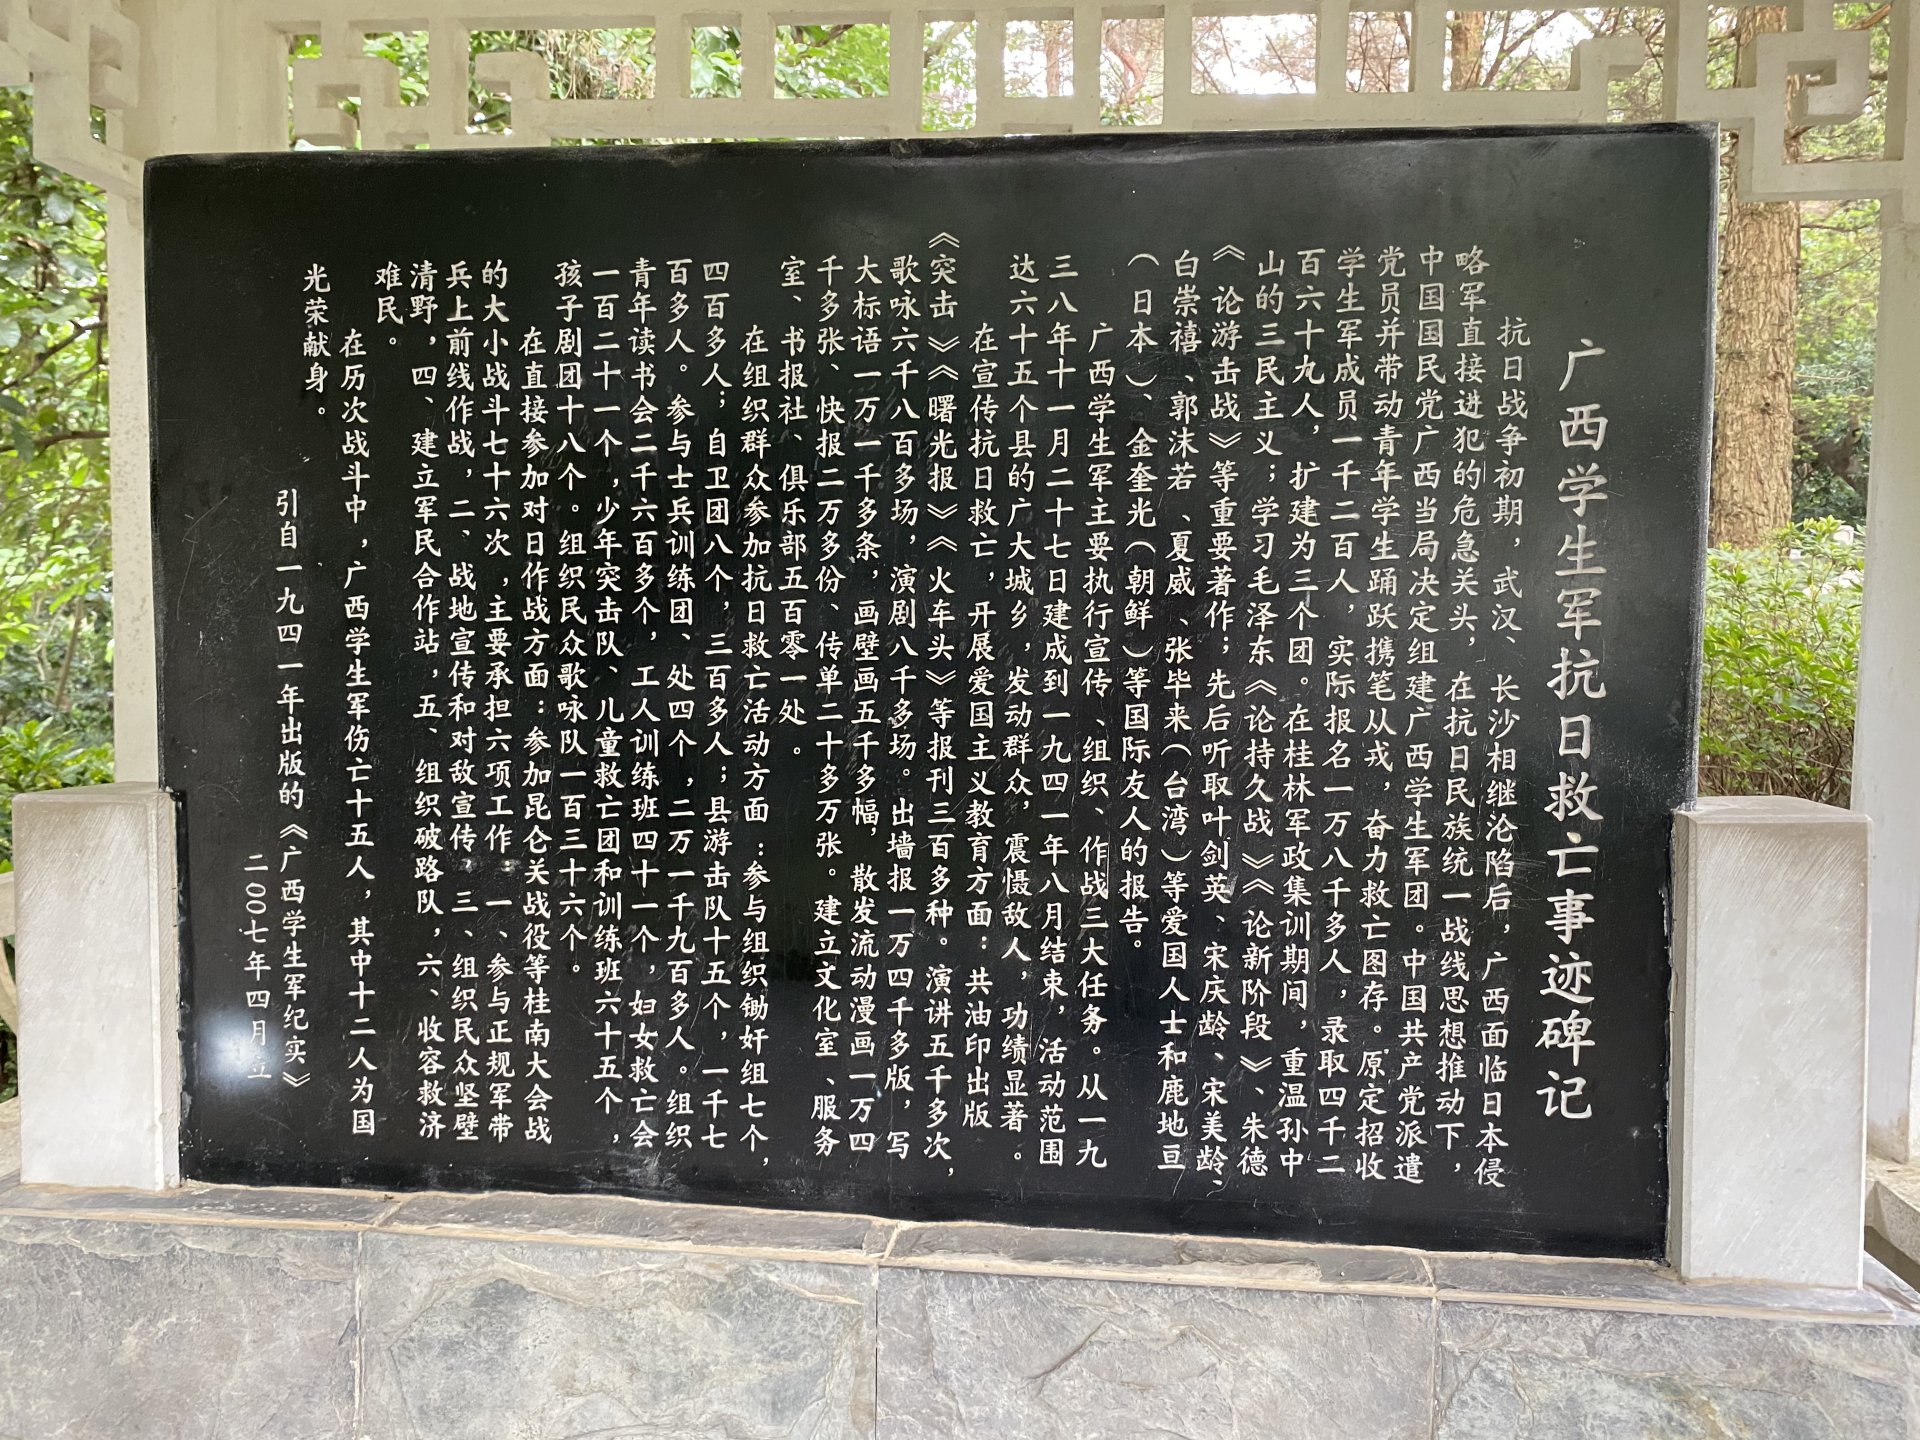 广西学生军抗日救亡事迹碑记
抗日战争初期，武汉、长沙相继沦陷后，广西面临日本侵
略军直接进犯的危急关头，在抗日民族统一战线思想推动下，
中国国民党广西当局决定组建广西学生军团。中国共产党派遣
党员并带动青年学生踊跃携笔从戎，奋力救亡图存。原定招收
学生军成员一千二百人，实际报名一万八千多人，录取四千二
百六十九人，扩建为三个团。在桂林军政集训期间，重温孙中
山的三民主义；学习毛泽东《论持久战》《论新阶段》、朱德
《论游击战》等重要著作；先后听取叶剑英、宋庆龄、宋美龄、
白崇禧、郭沫若、夏威、张毕来（台湾）等爱国人士和鹿地亘
（日本）、金奎光（朝鲜）等国际友人的报告。
广西学生军主要执行宣传、组织、作战三大任务。从一九
三八年十一月二十七日建成到一九四一年八月结束，活动范围
达六十五个县的广大城乡，发动群众，震慑敌人，功绩显著。
在宣传抗日救亡，开展爱国主义教育方面：共油印出版
《突击》《曙光报》《火车头》等报刊三百多种。演讲五千多次，
歌咏六千八百多场，演剧八千多场。出墙报一万四千多版，写
大标语一万一千多条，画壁画五千多幅，散发流动漫画一万四
千多张、快报二万多份、传单二十多万张。建立文化室、服务
室、书报社、俱乐部五百零一处。
在组织群众参加抗日救亡活动方面：参与组织锄奸组七个，
四百多人；自卫团八个，三百多人；县游击队十五个，一千七
百多人。参与士兵训练团、处四个，二万一千九百多人。组织
青年读书会二千六百多个，工人训练班四十一个，妇女救亡会
一百二十一个，少年突击队、儿童救亡团和训练班六十五个，
孩子剧团十八个。组织民众歌咏队一百三十六个。
在直接参加对日作战方面：参加昆仑关战役等桂南大会战
的大小战斗七十六次，主要承担六项工作一、参与正规军带
兵上前线作战，二、战地宣传和对敌宣传，三、组织民众坚壁
清野，四、建立军民合作站，五、组织破路队，六、收容救济
难民。
在历次战斗中，广西学生军伤亡十五人，其中十二人为国
光荣献身。
引自一九四一年出版的《广西学生军纪实》
二〇〇七年四月立